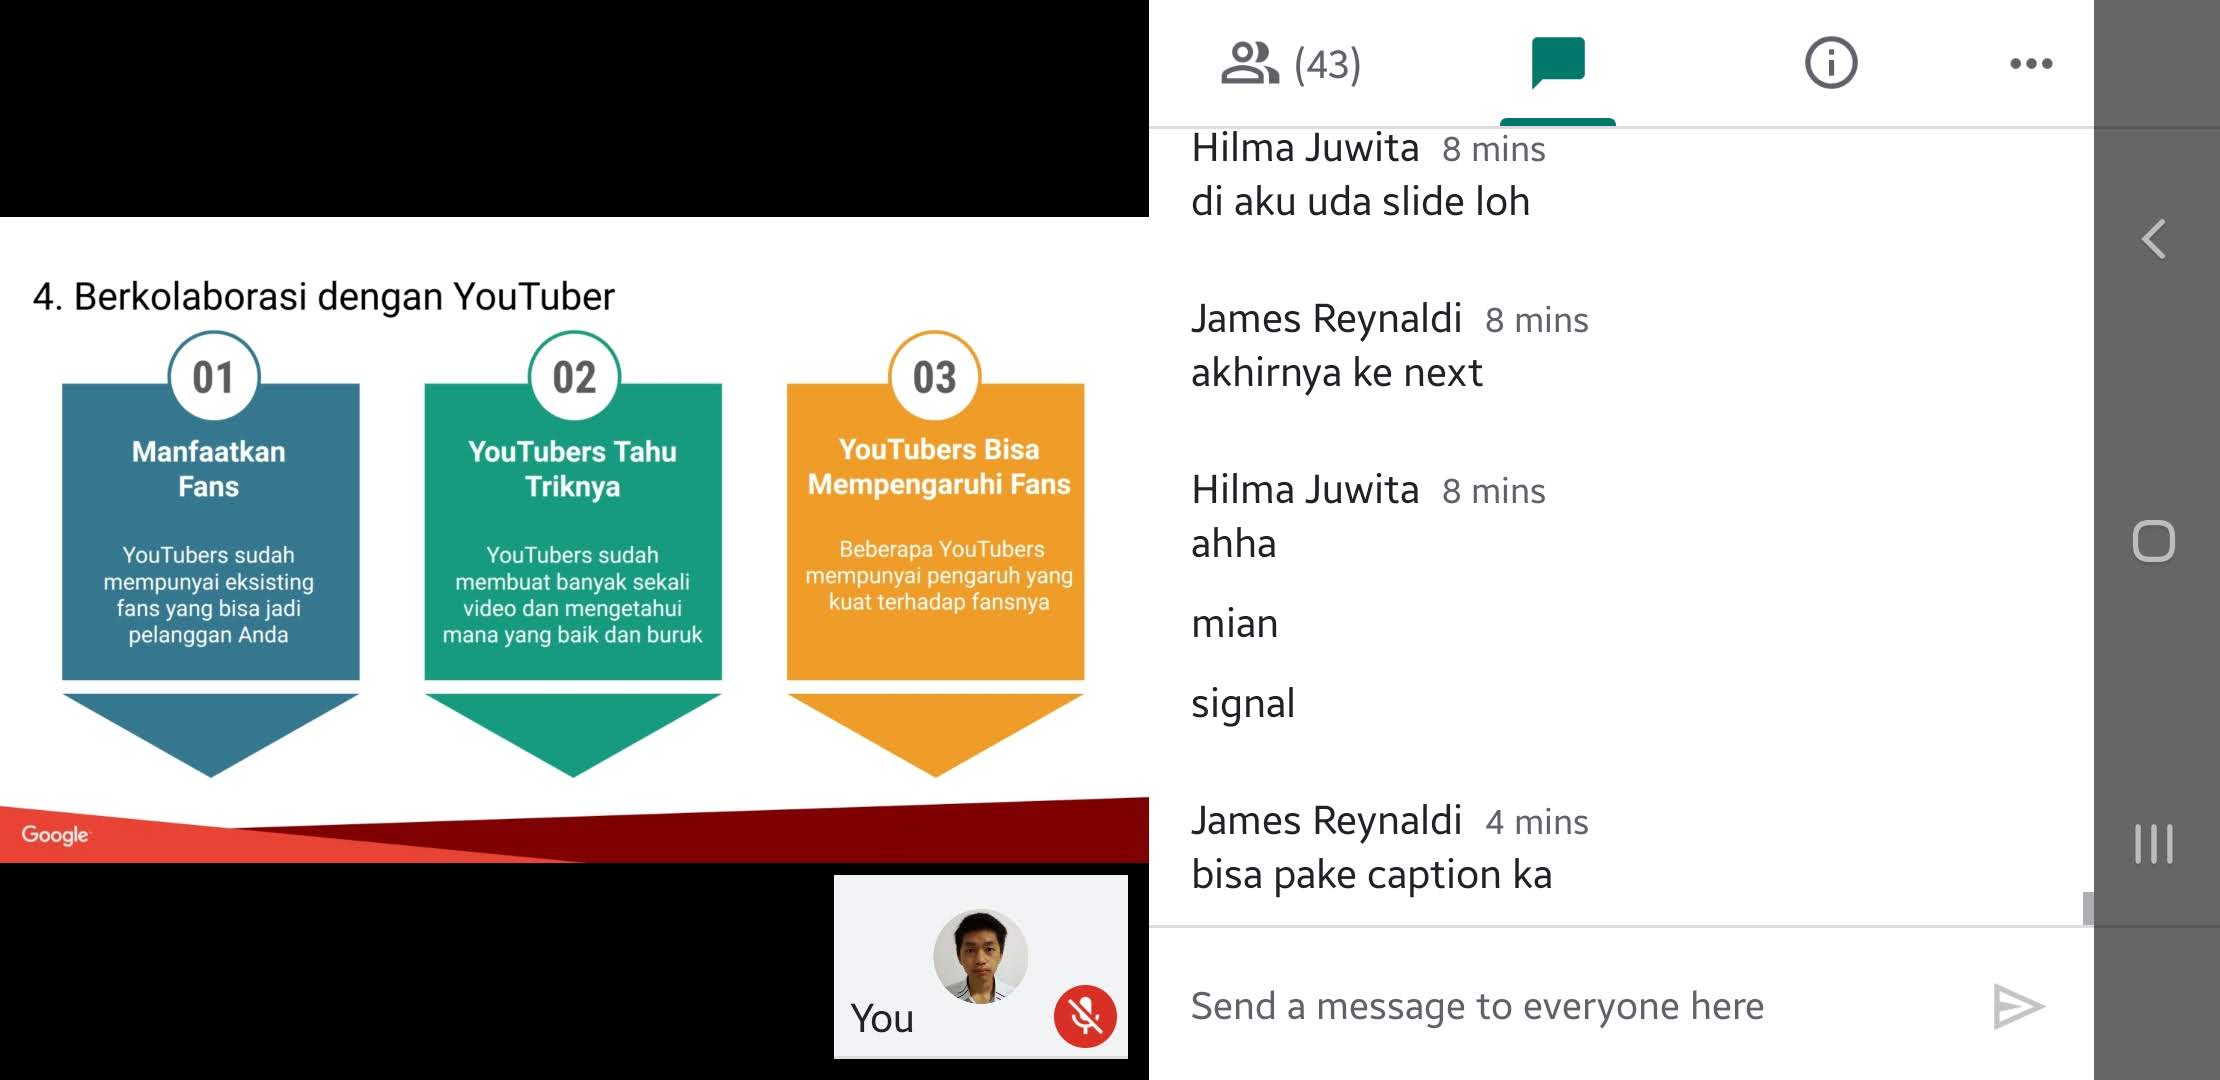 4. Berkolaborasi dengan YouTuber
01
Manfaatkan
Fans
YouTubers sudah
mempunyai eksisting
fans yang bisa jadi
pelanggan Anda
02
YouTubers Tahu
Triknya
YouTubers sudah
membuat banyak sekali
video dan mengetahui
mana yang baik dan buruk
03
YouTubers Bisa
Mempengaruhi Fans
Beberapa YouTubers
mempunyai pengaruh yang
kuat terhadap fansnya
Google
You
(43)
Hilma Juwita 8 mins
di aku uda slide loh
James Reynaldi 8 mins
akhirnya ke next
Hilma Juwita 8 mins
ahha
mian
signal
James Reynaldi 4 mins
bisa pake caption ka
Send a message to everyone here